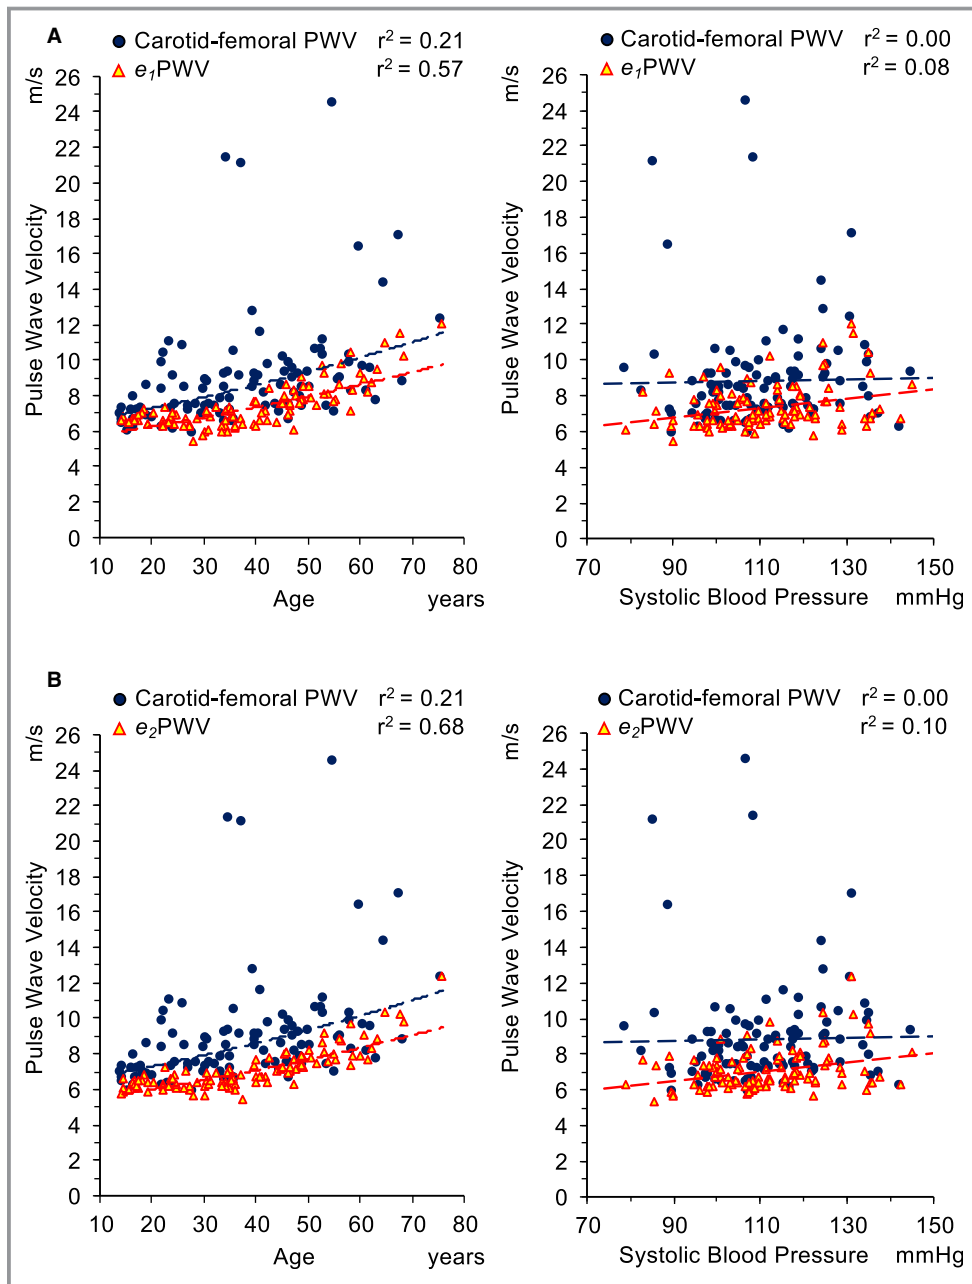 A
Carotid-femoral PWV r² = 0.21
e₁PWV r² = 0.57
m/s
Pulse Wave Velocity
26
24
22
20
18
16
14
12
10
8
6
4
2
0
10 20 30 40 50 60 70 80
Age years
Carotid-femoral PWV r² = 0.00
e₁PWV r² = 0.08
m/s
Pulse Wave Velocity
26
24
22
20
18
16
14
12
10
8
6
4
2
0
70 90 110 130 150
Systolic Blood Pressure mmHg
B
Carotid-femoral PWV r² = 0.21
e₂PWV r² = 0.68
m/s
Pulse Wave Velocity
26
24
22
20
18
16
14
12
10
8
6
4
2
0
10 20 30 40 50 60 70 80
Age years
Carotid-femoral PWV r² = 0.00
e₂PWV r² = 0.10
m/s
Pulse Wave Velocity
26
24
22
20
18
16
14
12
10
8
6
4
2
0
70 90 110 130 150
Systolic Blood Pressure mmHg